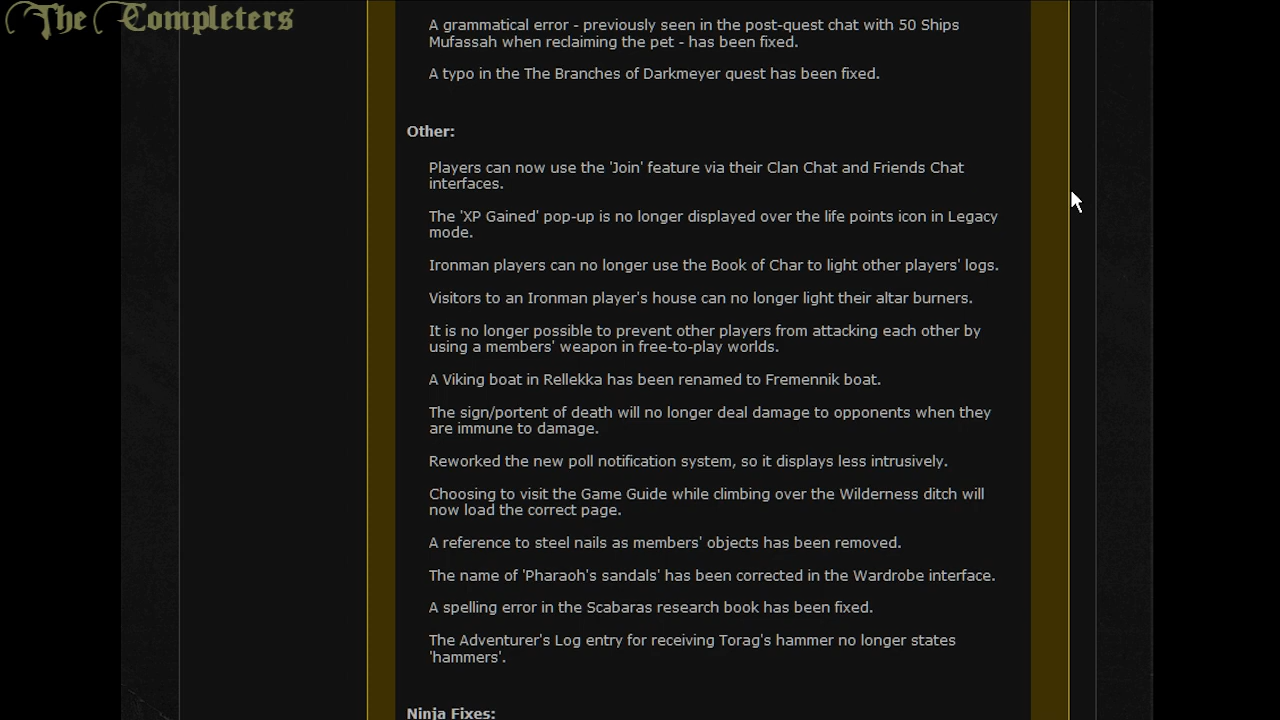 The Completers
A grammatical error - previously seen in the post-quest chat with 50 Ships
Mufassah when reclaiming the pet - has been fixed.
A typo in the The Branches of Darkmeyer quest has been fixed.
Other:
Players can now use the 'Join' feature via their Clan Chat and Friends Chat
interfaces.
The 'XP Gained' pop-up is no longer displayed over the life points icon in Legacy
mode.
Ironman players can no longer use the Book of Char to light other players' logs.
Visitors to an Ironman player's house can no longer light their altar burners.
It is no longer possible to prevent other players from attacking each other by
using a members' weapon in free-to-play worlds.
A Viking boat in Rellekka has been renamed to Fremennik boat.
The sign/portent of death will no longer deal damage to opponents when they
are immune to damage.
Reworked the new poll notification system, so it displays less intrusively.
Choosing to visit the Game Guide while climbing over the Wilderness ditch will
now load the correct page.
A reference to steel nails as members' objects has been removed.
The name of 'Pharaoh's sandals' has been corrected in the Wardrobe interface.
A spelling error in the Scabaras research book has been fixed.
The Adventurer's Log entry for receiving Torag's hammer no longer states
'hammers'.
Ninja Fixes: